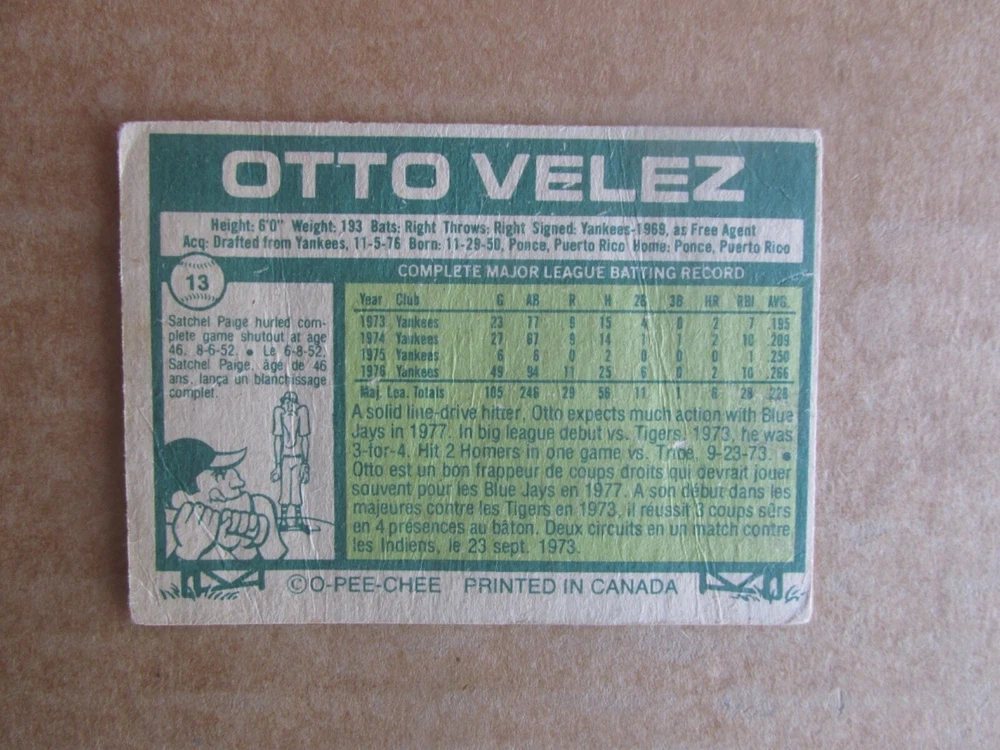 OTTO VELEZ
Height: 6'0" Weight: 193 Bats: Right Throws: Right Signed: Yankees-1969, as Free Agent
Acq: Drafted from Yankees, 11-5-76 Born: 11-29-50, Ponce, Puerto Rico Home: Ponce, Puerto Rico
13
Satchel Paige hurled com-
plete game shutout at age
46, 8-6-52. • Le 6-8-52,
Satchel Paige, âgé de 46
ans, lança un blanchissage
complet.
COMPLETE MAJOR LEAGUE BATTING RECORD
Year Club G AB R H 2B 3B HR RBI AVG.
1973 Yankees 23 77 9 15 4 0 2 7 .195
1974 Yankees 27 67 9 14 1 1 2 10 .209
1975 Yankees 6 8 0 2 0 0 0 1 .250
1976 Yankees 49 94 11 25 6 0 2 10 .266
Maj. Lea. Totals 105 246 29 56 11 1 6 28 .228
A solid line-drive hitter, Otto expects much action with Blue
Jays in 1977. In big league debut vs. Tigers, 1973, he was
3-for-4. Hit 2 Homers in one game vs. Tribe, 9-23-73. •
Otto est un bon frappeur de coups droits qui devrait jouer
souvent pour les Blue Jays en 1977. A son début dans les
majeures contre les Tigers en 1973, il réussit 3 coups sûrs
en 4 présences au bâton. Deux circuits en un match contre
les Indiens, le 23 sept. 1973.
© O-PEE-CHEE PRINTED IN CANADA